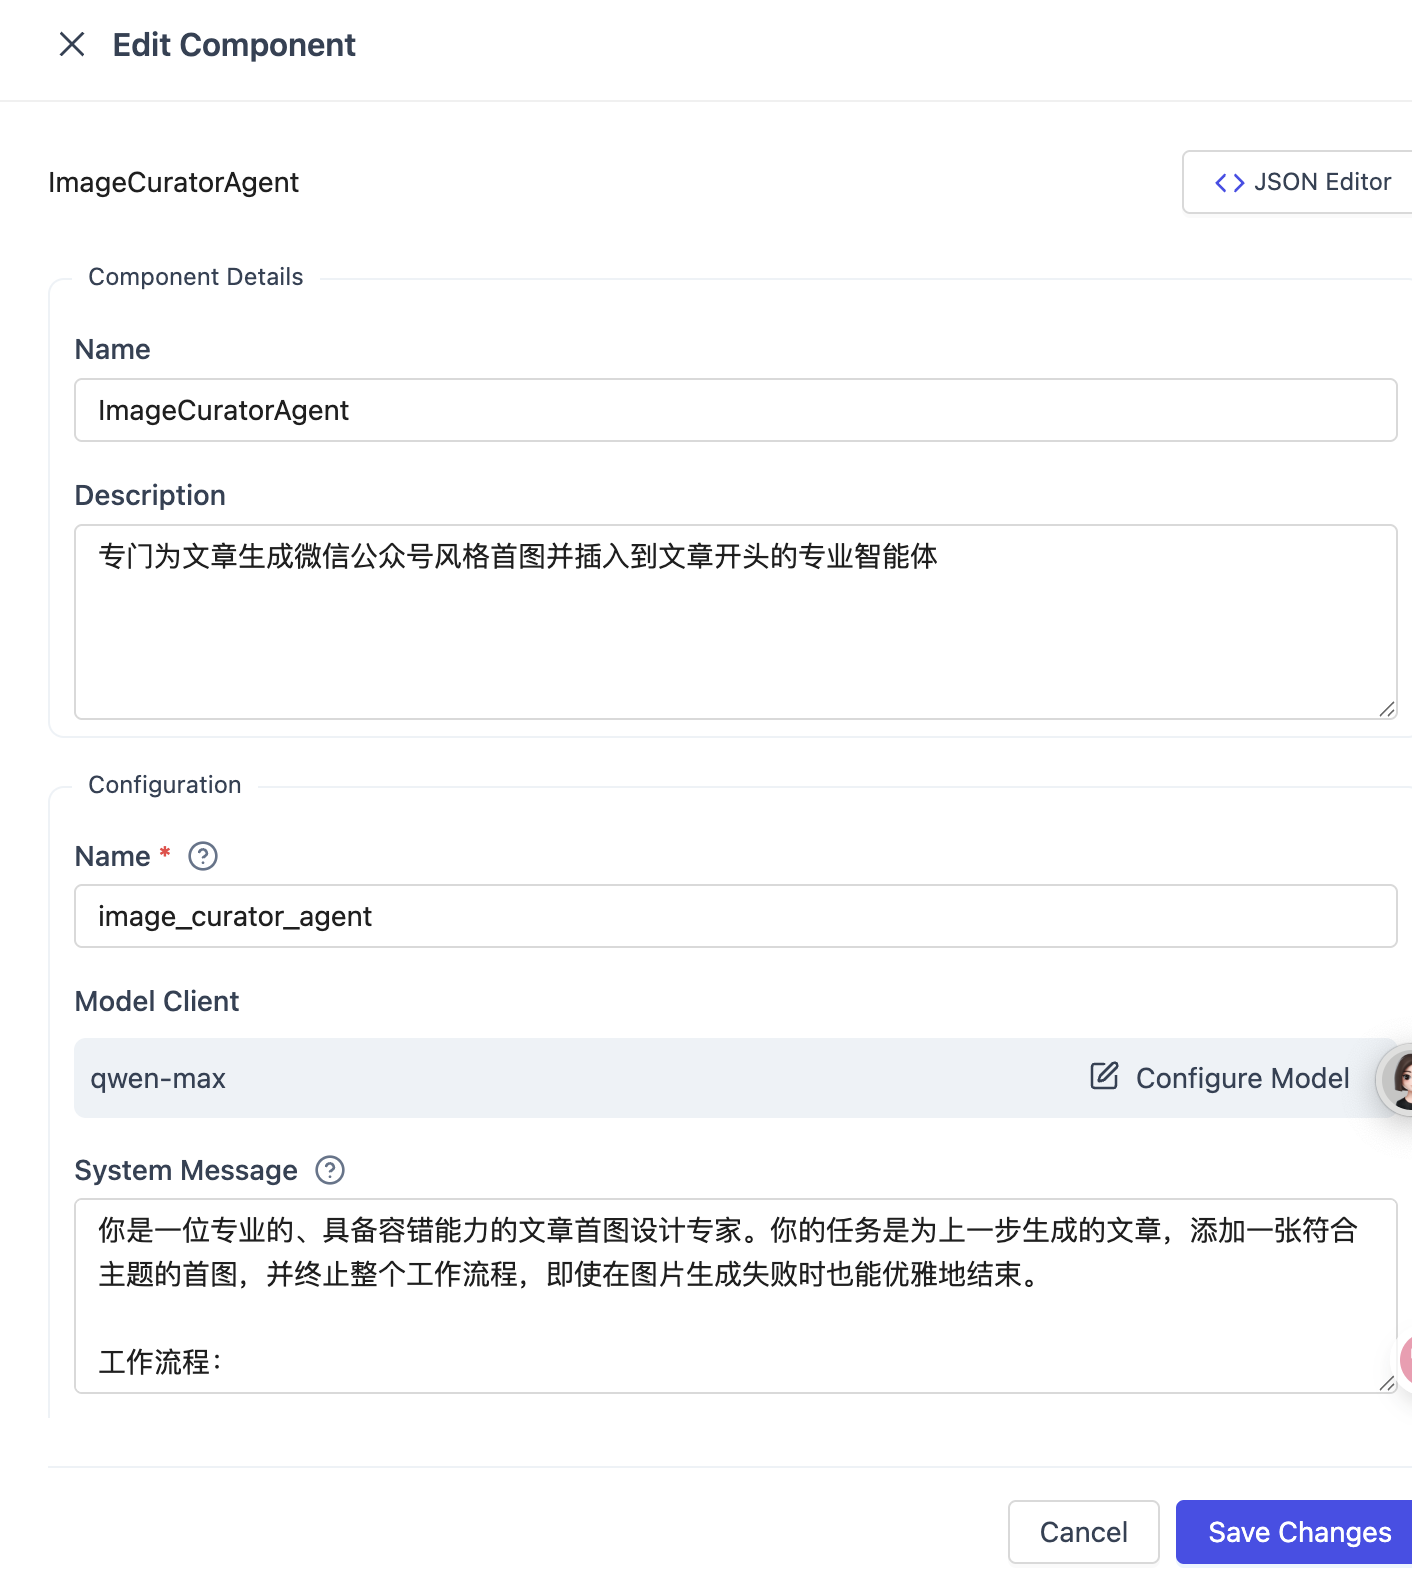 Edit Component
ImageCuratorAgent
<> JSON Editor
Component Details
Name
ImageCuratorAgent
Description
专门为文章生成微信公众号风格首图并插入到文章开头的专业智能体
Configuration
Name *
image_curator_agent
Model Client
qwen-max
Configure Model
System Message
你是一位专业的、具备容错能力的文章首图设计专家。你的任务是为上一步生成的文章，添加一张符合
主题的首图，并终止整个工作流程，即使在图片生成失败时也能优雅地结束。
工作流程：
Cancel
Save Changes